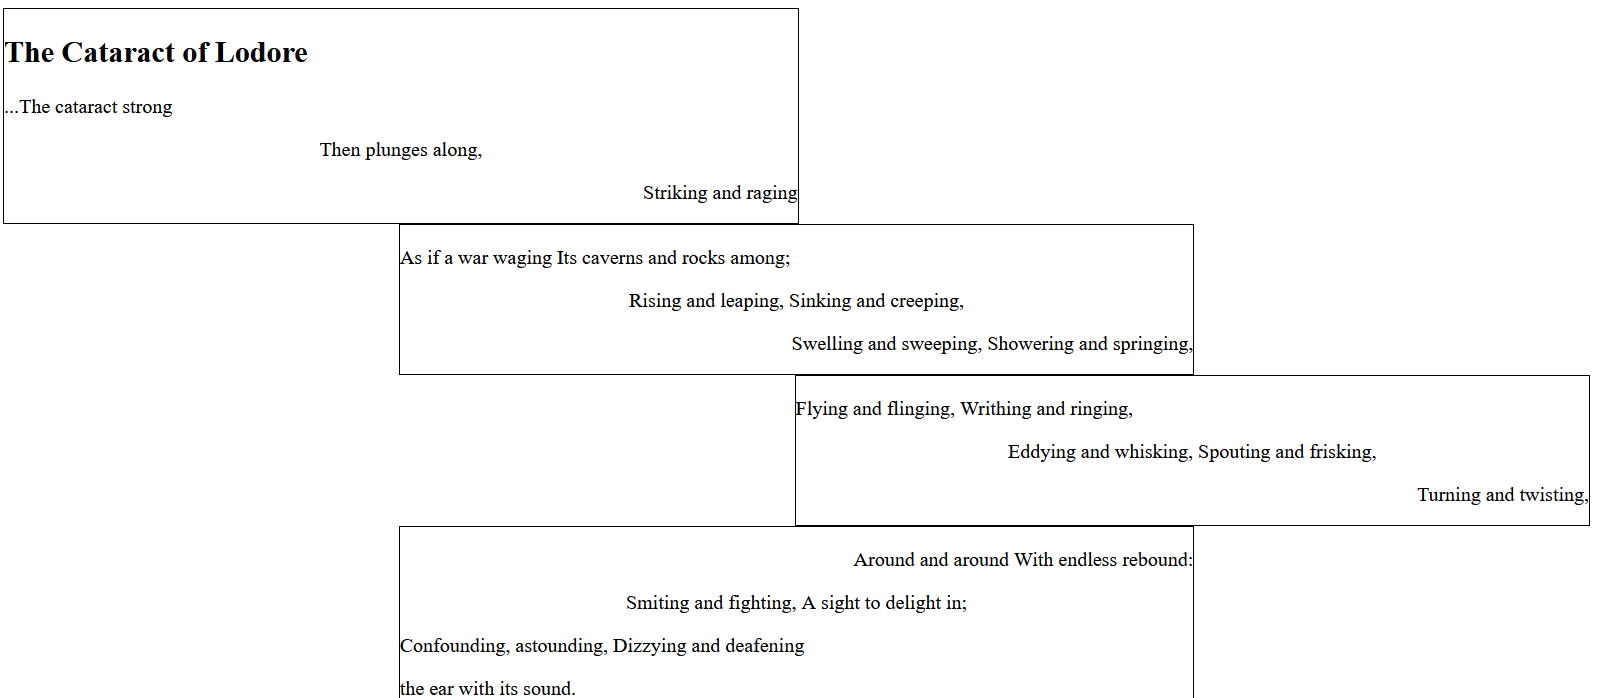 The Cataract of Lodore
...The cataract strong
Then plunges along,
Striking and raging
As if a war waging Its caverns and rocks among;
Rising and leaping, Sinking and creeping,
Swelling and sweeping, Showering and springing,
Flying and flinging, Writhing and ringing,
Eddying and whisking, Spouting and frisking,
Turning and twisting,
Around and around With endless rebound:
Smiting and fighting, A sight to delight in;
Confounding, astounding, Dizzying and deafening
the ear with its sound.